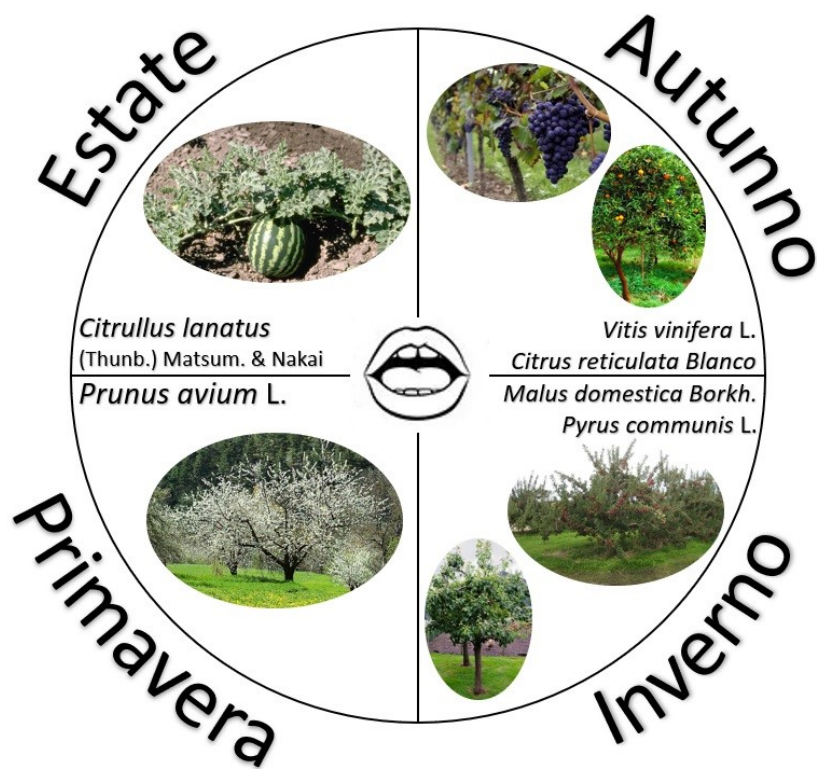 Estate
Autunno
Citrullus lanatus
(Thunb.) Matsum. & Nakai
Vitis vinifera L.
Citrus reticulata Blanco
Prunus avium L.
Malus domestica Borkh.
Pyrus communis L.
Primavera
Inverno